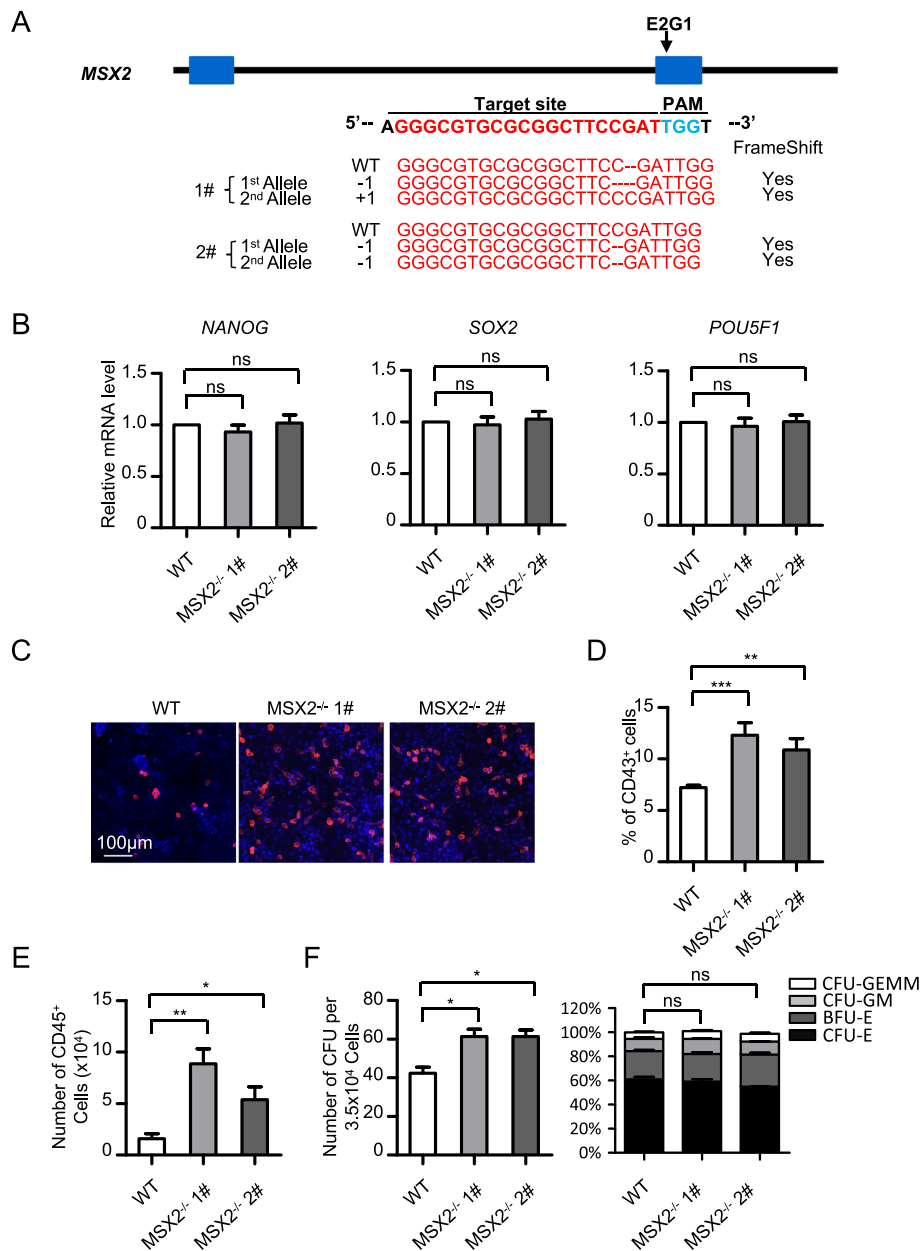 A
E2G1
MSX2
Target site PAM
5'-- AGGGCGTGCGCGGCTTCCGATTGGT --3'
FrameShift
WT GGGCGTGCGCGGCTTCC--GATTGG
1# 1st Allele -1 GGGCGTGCGCGGCTTC----GATTGG Yes
2nd Allele +1 GGGCGTGCGCGGCTTCCCGATTGG Yes
WT GGGCGTGCGCGGCTTCCGATTGG
2# 1st Allele -1 GGGCGTGCGCGGCTTC--GATTGG Yes
2nd Allele -1 GGGCGTGCGCGGCTTC--GATTGG Yes
B
NANOG SOX2 POU5F1
Relative mRNA level
1.5
1.0
0.5
0
ns
ns
WT
MSX2-/- 1#
MSX2-/- 2#
1.5
1.0
0.5
0
ns
ns
WT
MSX2-/- 1#
MSX2-/- 2#
1.5
1.0
0.5
0
ns
ns
WT
MSX2-/- 1#
MSX2-/- 2#
C
WT MSX2-/- 1# MSX2-/- 2#
100μm
D
% of CD43+ cells
15
10
5
0
**
***
WT
MSX2-/- 1#
MSX2-/- 2#
E
Number of CD45+
Cells (x10⁴)
15
10
5
0
*
**
WT
MSX2-/- 1#
MSX2-/- 2#
F
Number of CFU per
3.5x10⁴ Cells
80
60
40
20
0
*
*
WT
MSX2-/- 1#
MSX2-/- 2#
120%
100%
80%
60%
40%
20%
0%
ns
ns
WT
MSX2-/- 1#
MSX2-/- 2#
CFU-GEMM
CFU-GM
BFU-E
CFU-E